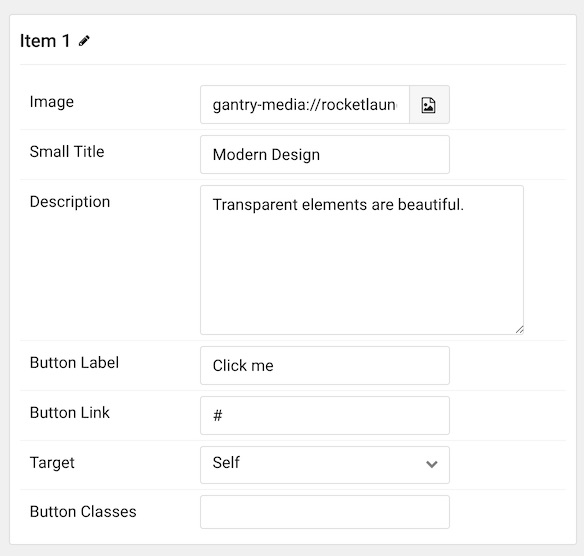 Item 1
Image
gantry-media://rocketlaun
Small Title
Modern Design
Description
Transparent elements are beautiful.
Button Label
Click me
Button Link
#
Target
Self
Button Classes